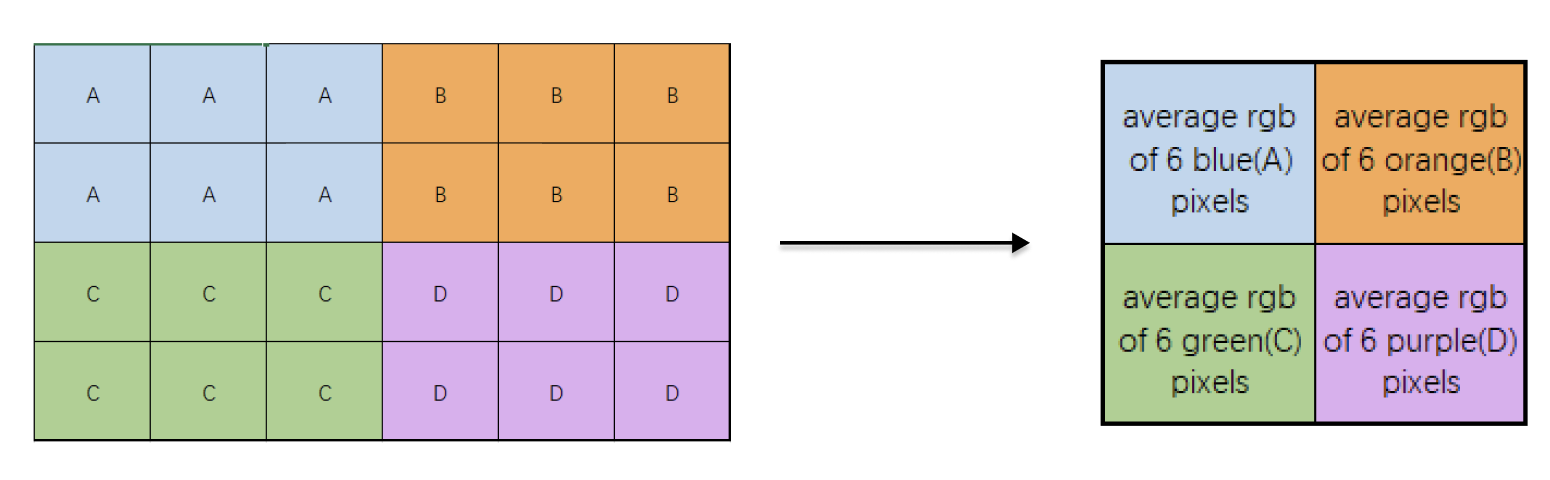 A A A B B B
A A A B B B
C C C D D D
C C C D D D
average rgb
of 6 blue(A)
pixels
average rgb
of 6 orange(B)
pixels
average rgb
of 6 green(C)
pixels
average rgb
of 6 purple(D)
pixels